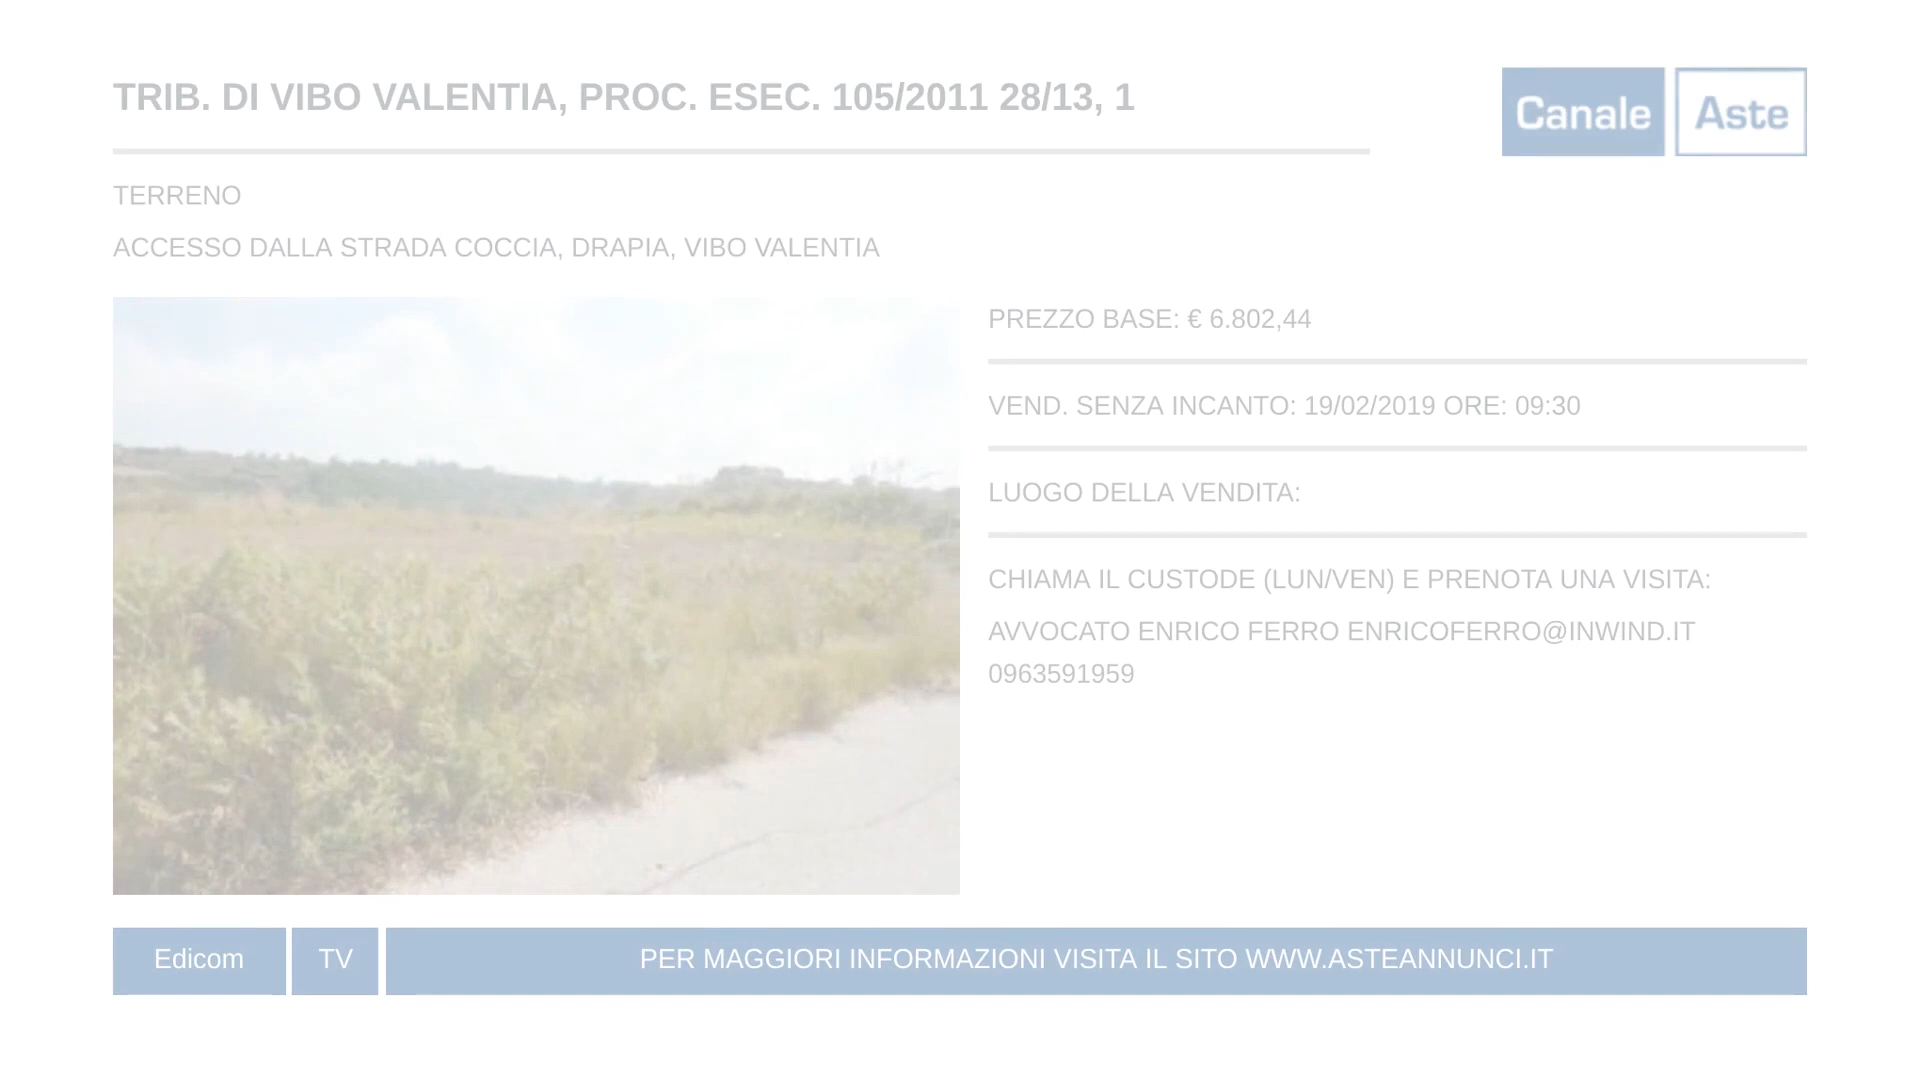 TRIB. DI VIBO VALENTIA, PROC. ESEC. 105/2011 28/13, 1
Canale Aste
TERRENO
ACCESSO DALLA STRADA COCCIA, DRAPIA, VIBO VALENTIA
PREZZO BASE: € 6.802,44
VEND. SENZA INCANTO: 19/02/2019 ORE: 09:30
LUOGO DELLA VENDITA:
CHIAMA IL CUSTODE (LUN/VEN) E PRENOTA UNA VISITA:
AVVOCATO ENRICO FERRO ENRICOFERRO@INWIND.IT
0963591959
Edicom TV PER MAGGIORI INFORMAZIONI VISITA IL SITO WWW.ASTEANNUNCI.IT